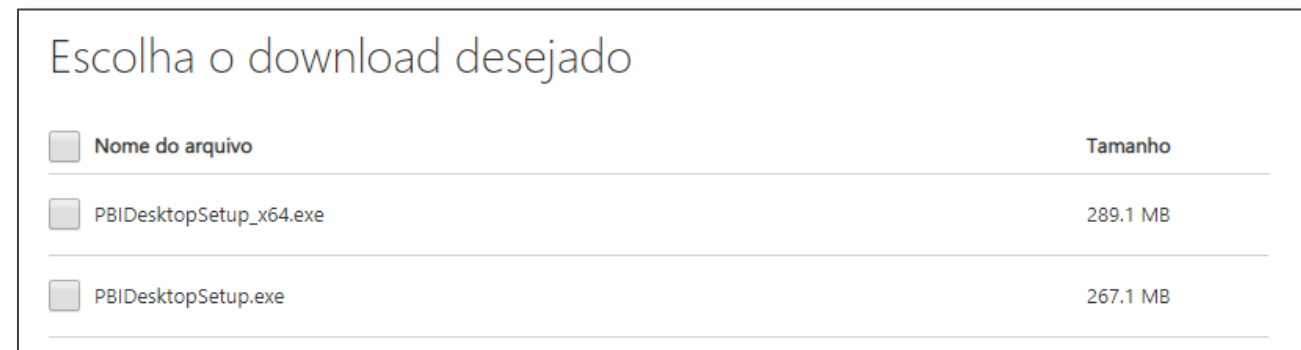 Escolha o download desejado
Nome do arquivo Tamanho
PBIDesktopSetup_x64.exe 289.1 MB
PBIDesktopSetup.exe 267.1 MB